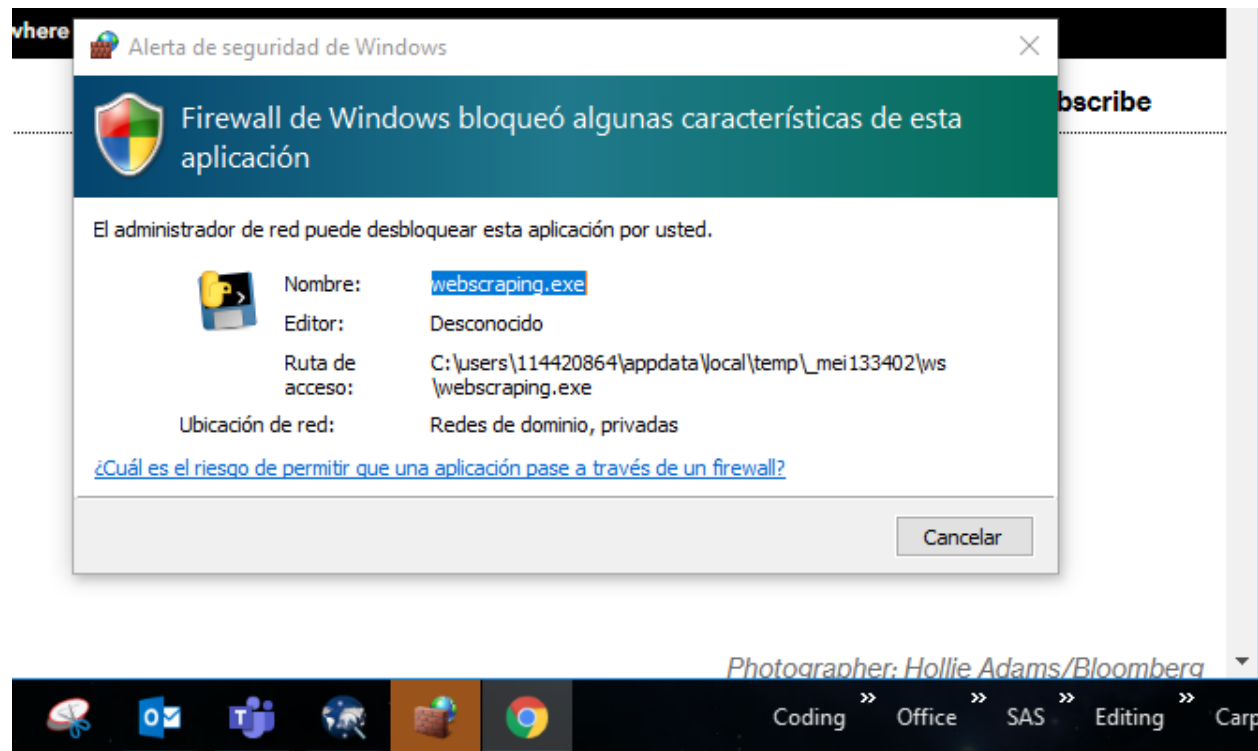 where
Alerta de seguridad de Windows
Firewall de Windows bloqueó algunas características de esta
aplicación
bscribe
El administrador de red puede desbloquear esta aplicación por usted.
Nombre: webscraping.exe
Editor: Desconocido
Ruta de acceso: C:\users\114420864\appdata\local\temp\_mei133402\ws
\webscraping.exe
Ubicación de red: Redes de dominio, privadas
¿Cuál es el riesgo de permitir que una aplicación pase a través de un firewall?
Cancelar
Photographer: Hollie Adams/Bloomberg
Coding » Office » SAS » Editing » Carp